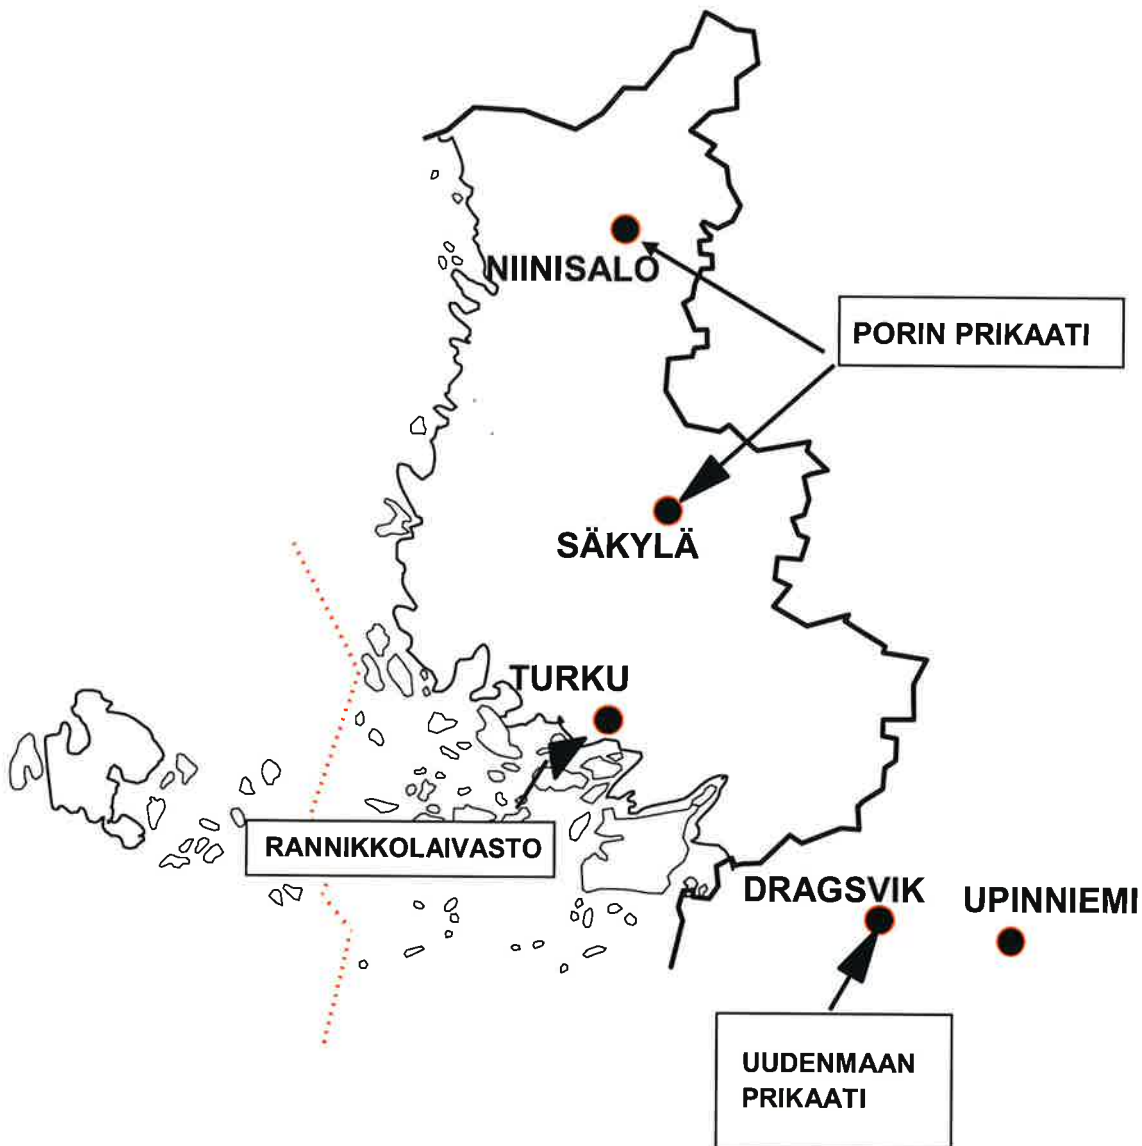 NIINISALO
PORIN PRIKAATI
SÄKYLÄ
TURKU
RANNIKKOLAIVASTO
DRAGSVIK
UPINNIEMI
UUDENMAAN
PRIKAATI